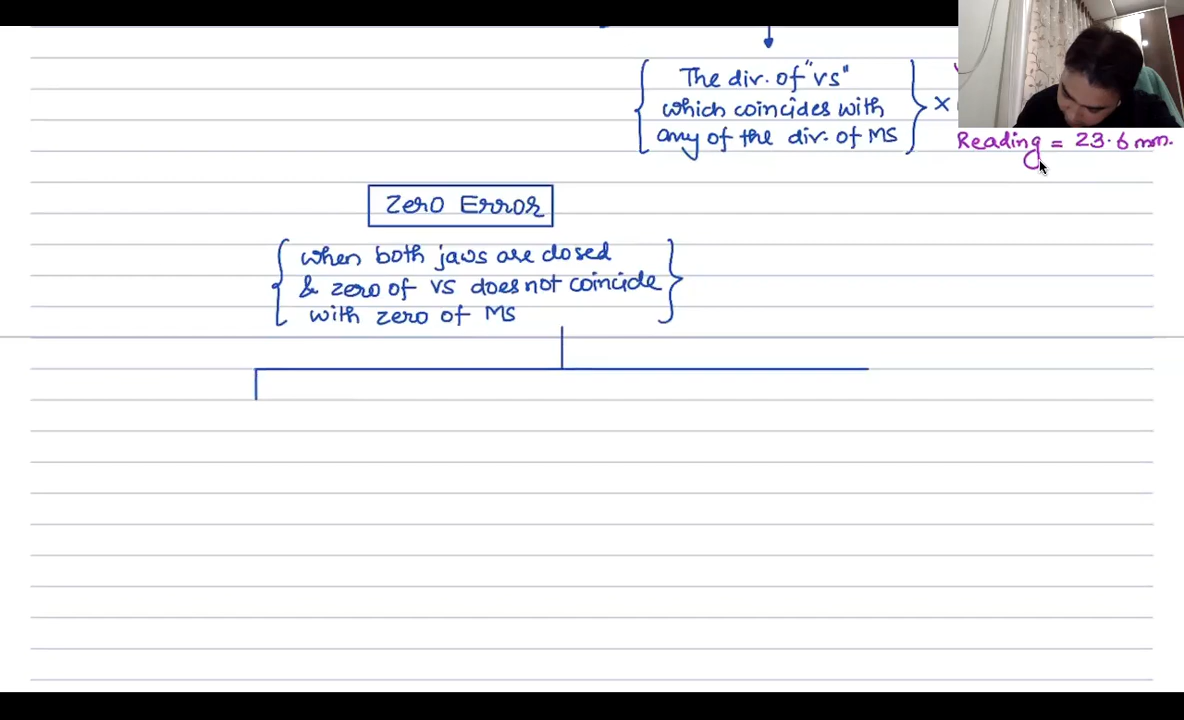 The div. of "vs"
which coincides with
any of the div. of MS
×
Reading = 23.6 mm.
Zero Error
when both jaws are closed
& zero of vs does not coincide
with zero of MS